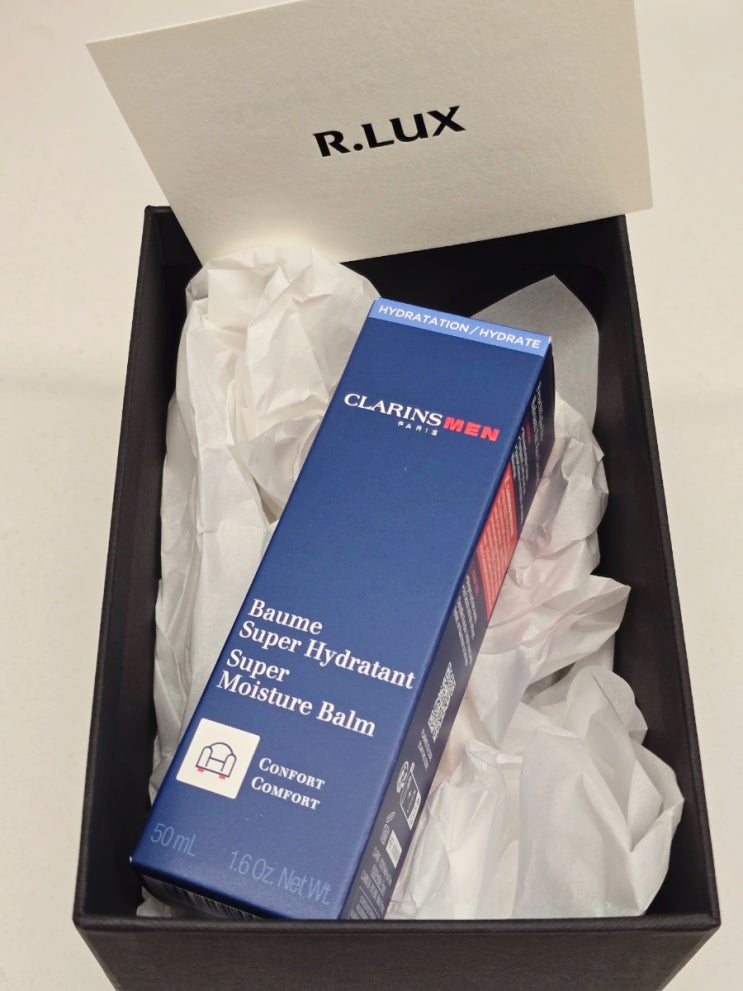 R.LUX
HYDRATATION/HYDRATE
CLARINSMEN
PARIS
Baume
Super Hydratant
Super
Moisture Balm
CONFORT
COMFORT
50 mL 1.6 Oz. Net Wt.